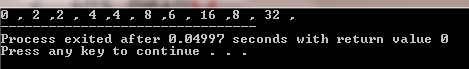 0 , 2 ,2 , 4 ,4 , 8 ,6 , 16 ,8 , 32 ,
--------------------------------
Process exited after 0.04997 seconds with return value 0
Press any key to continue . . .